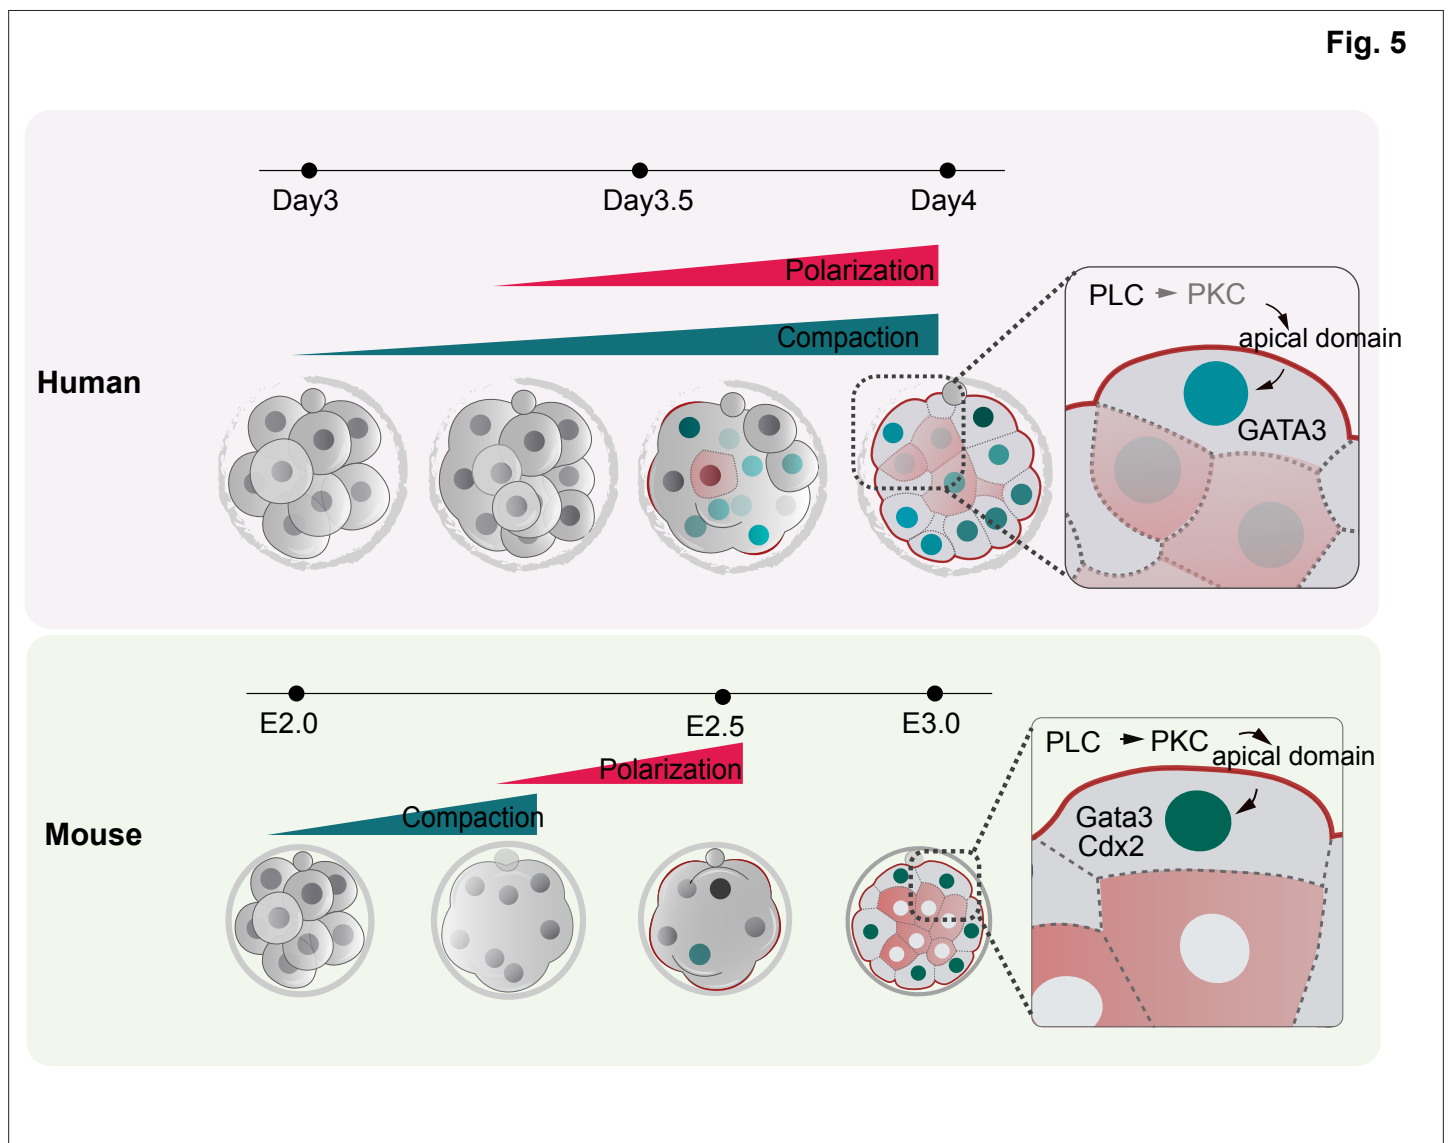 Fig. 5
Day3
Day3.5
Day4
Polarization
Compaction
Human
PLC
PKC
apical domain
GATA3
E2.0
E2.5
E3.0
Polarization
Compaction
Mouse
PLC
PKC
apical domain
Gata3
Cdx2